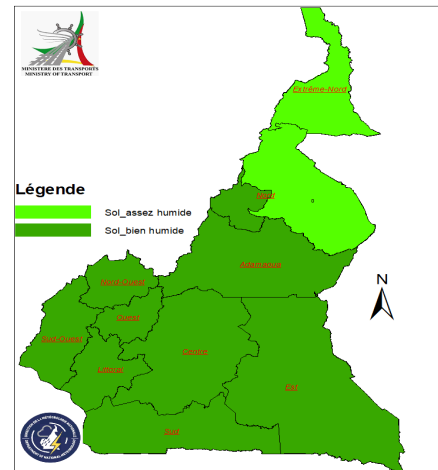 MINISTERE DES TRANSPORTS
MINISTRY OF TRANSPORT
Extrême-Nord
Légende
Nord
Sol_assez humide
Sol_bien humide
Adamaoua
N
Nord-Ouest
Ouest
Sud-Ouest
Centre
Littoral
Est
Sud